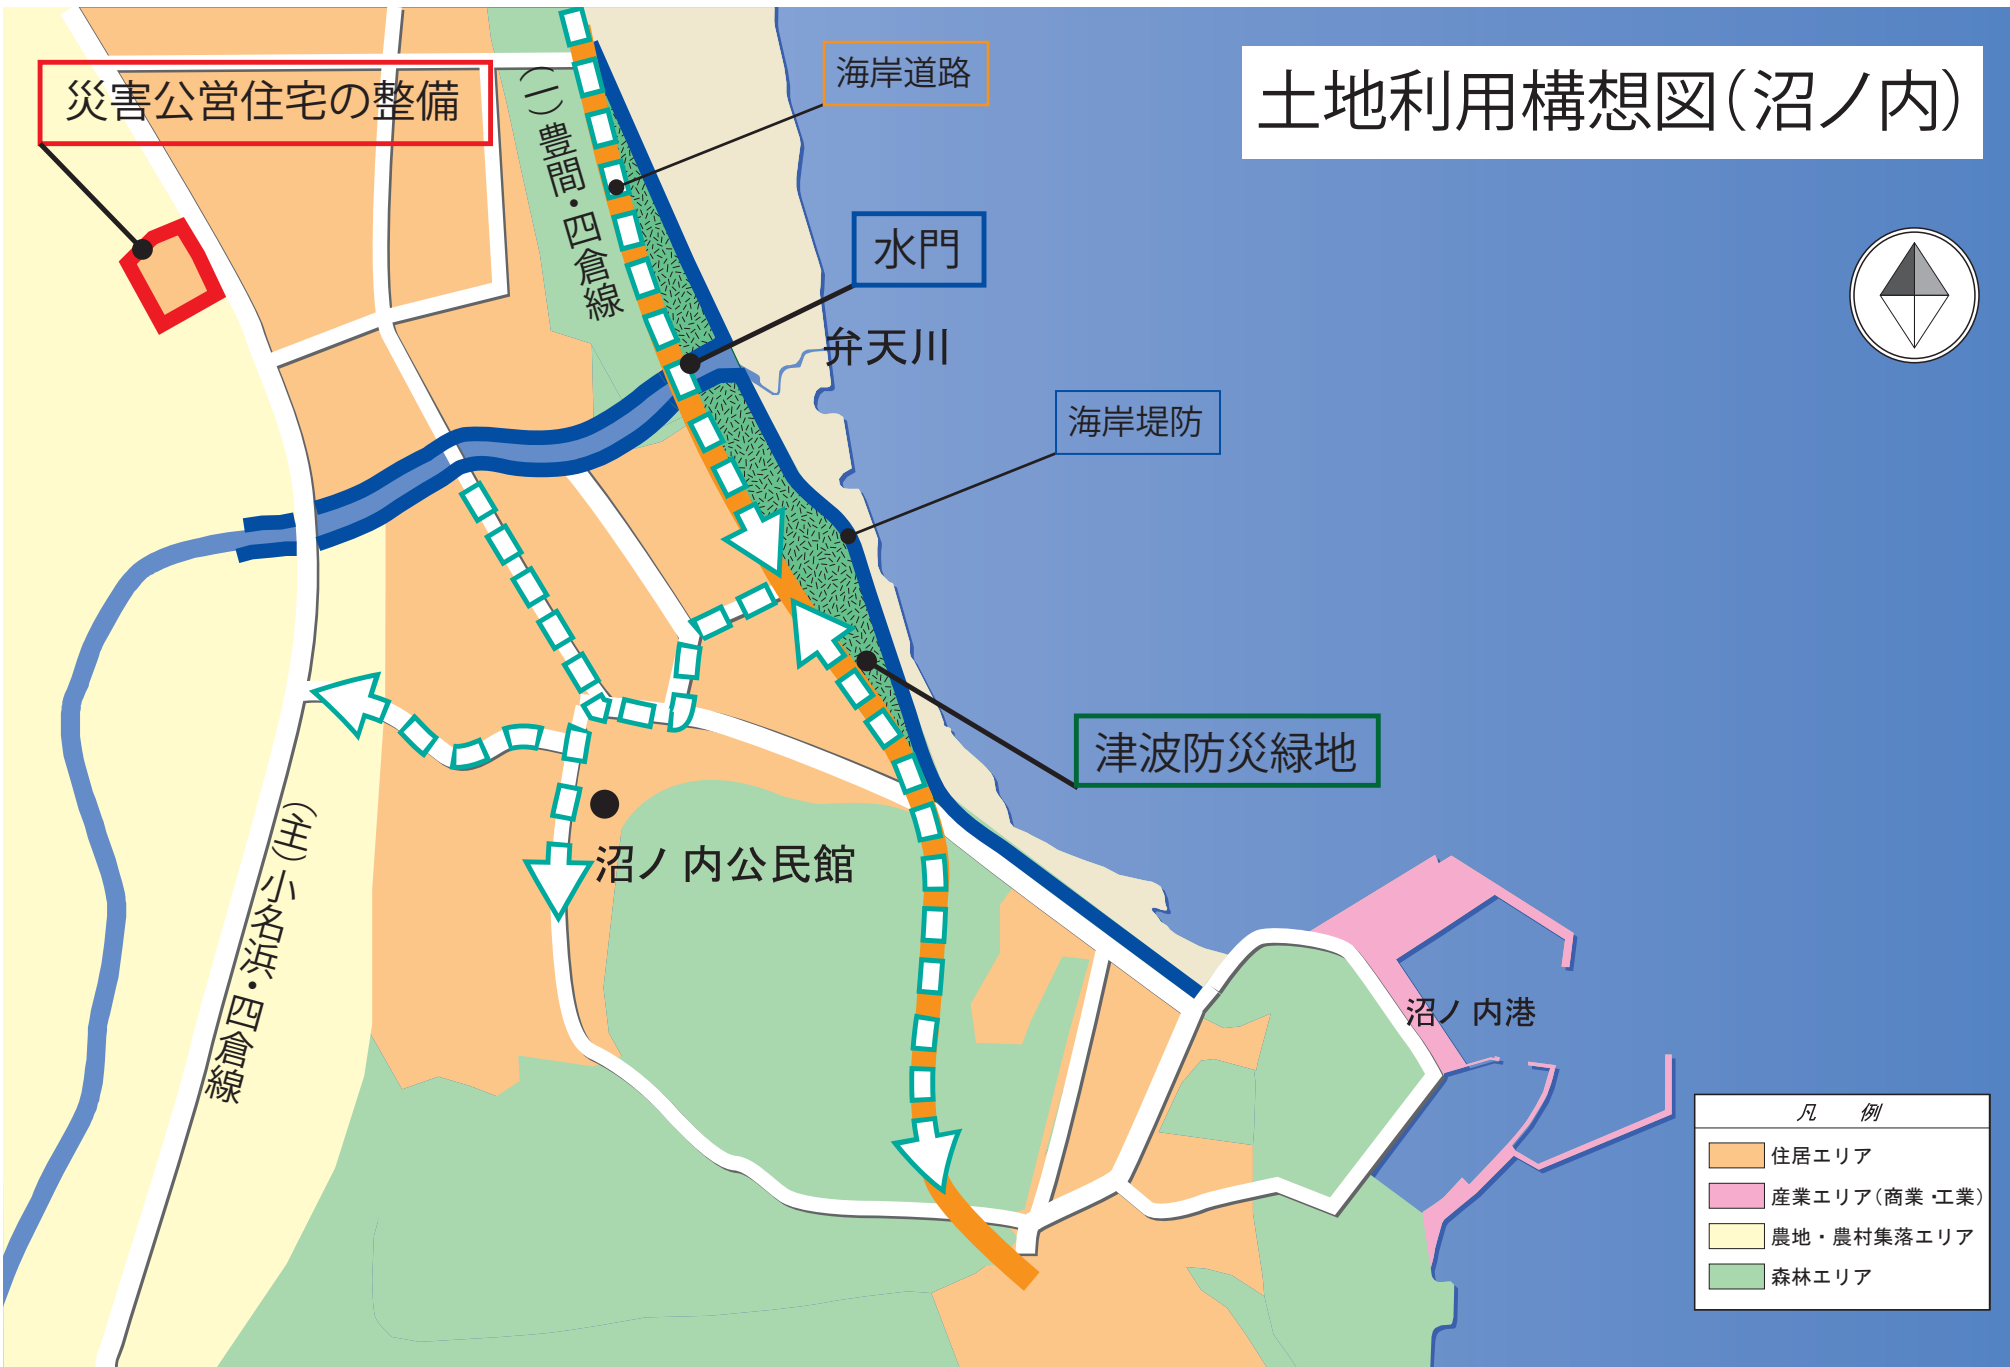 土地利用構想図（沼ノ内）
災害公営住宅の整備
海岸道路
（一）豊間・四倉線
水門
弁天川
海岸堤防
津波防災緑地
沼ノ内公民館
（主）小名浜・四倉線
沼ノ内港
凡 例
住居エリア
産業エリア（商業・工業）
農地・農村集落エリア
森林エリア